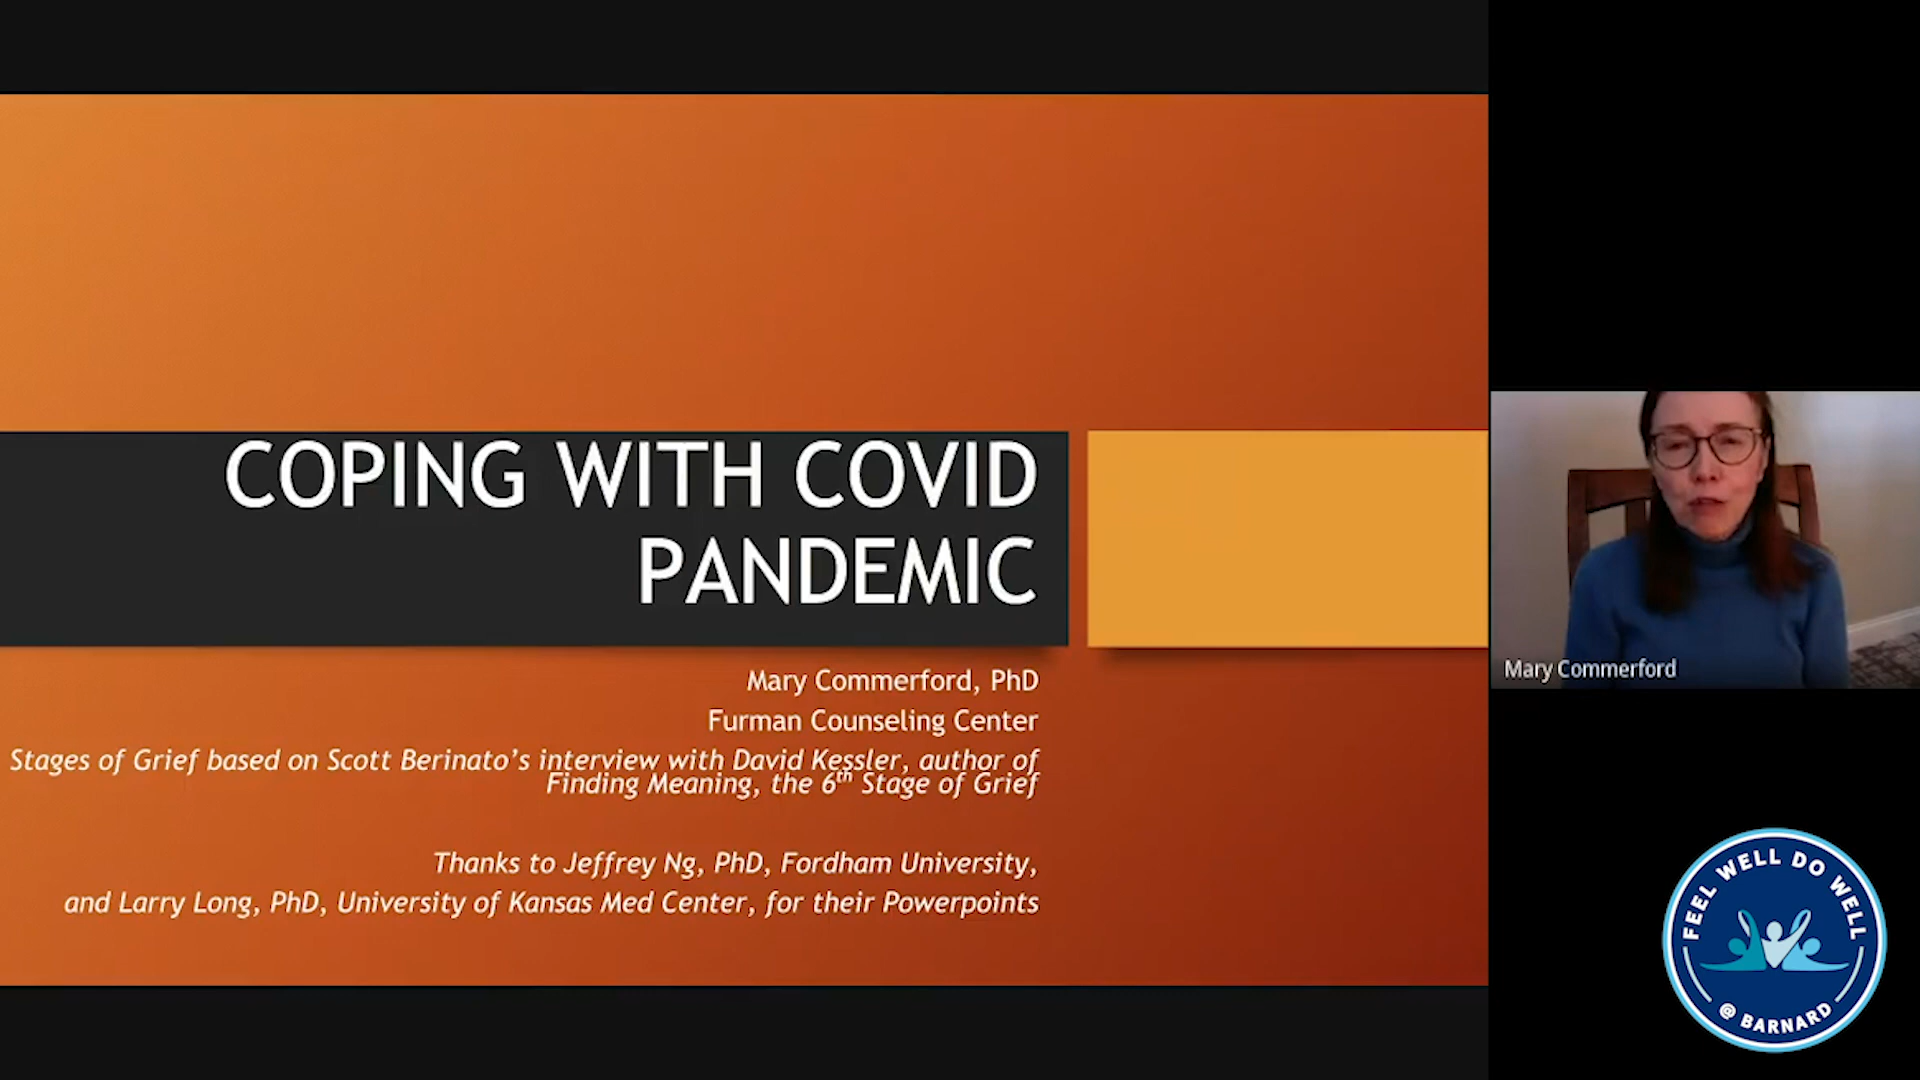 COPING WITH COVID
PANDEMIC
Mary Commerford, PhD
Furman Counseling Center
Stages of Grief based on Scott Berinato’s interview with David Kessler, author of
Finding Meaning, the 6th Stage of Grief
Thanks to Jeffrey Ng, PhD, Fordham University,
and Larry Long, PhD, University of Kansas Med Center, for their Powerpoints
Mary Commerford
FEEL WELL DO WELL
@ BARNARD